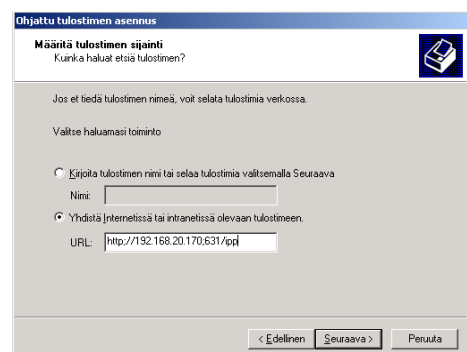 Ohjattu tulostimen asennus
Määritä tulostimen sijainti
Kuinka haluat etsiä tulostimen?
Jos et tiedä tulostimen nimeä, voit selata tulostimia verkossa.
Valitse haluamasi toiminto
Kirjoita tulostimen nimi tai selaa tulostimia valitsemalla Seuraava
Nimi:
Yhdistä Internetissä tai intranetissä olevaan tulostimeen.
URL: http;//192.168.20.170;631/ipp
< Edellinen Seuraava > Peruuta